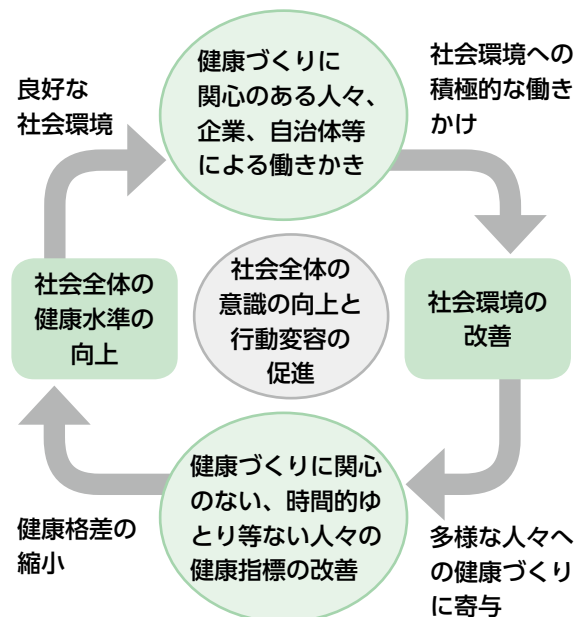 健康づくりに
関心のある人々、
企業、自治体等
による働きかき
社会環境への
積極的な働き
かけ
良好な
社会環境
社会全体の
意識の向上と
行動変容の
促進
社会全体の
健康水準の
向上
社会環境の
改善
健康づくりに関心
のない、時間的ゆ
とり等ない人々の
健康指標の改善
健康格差の
縮小
多様な人々へ
の健康づくり
に寄与